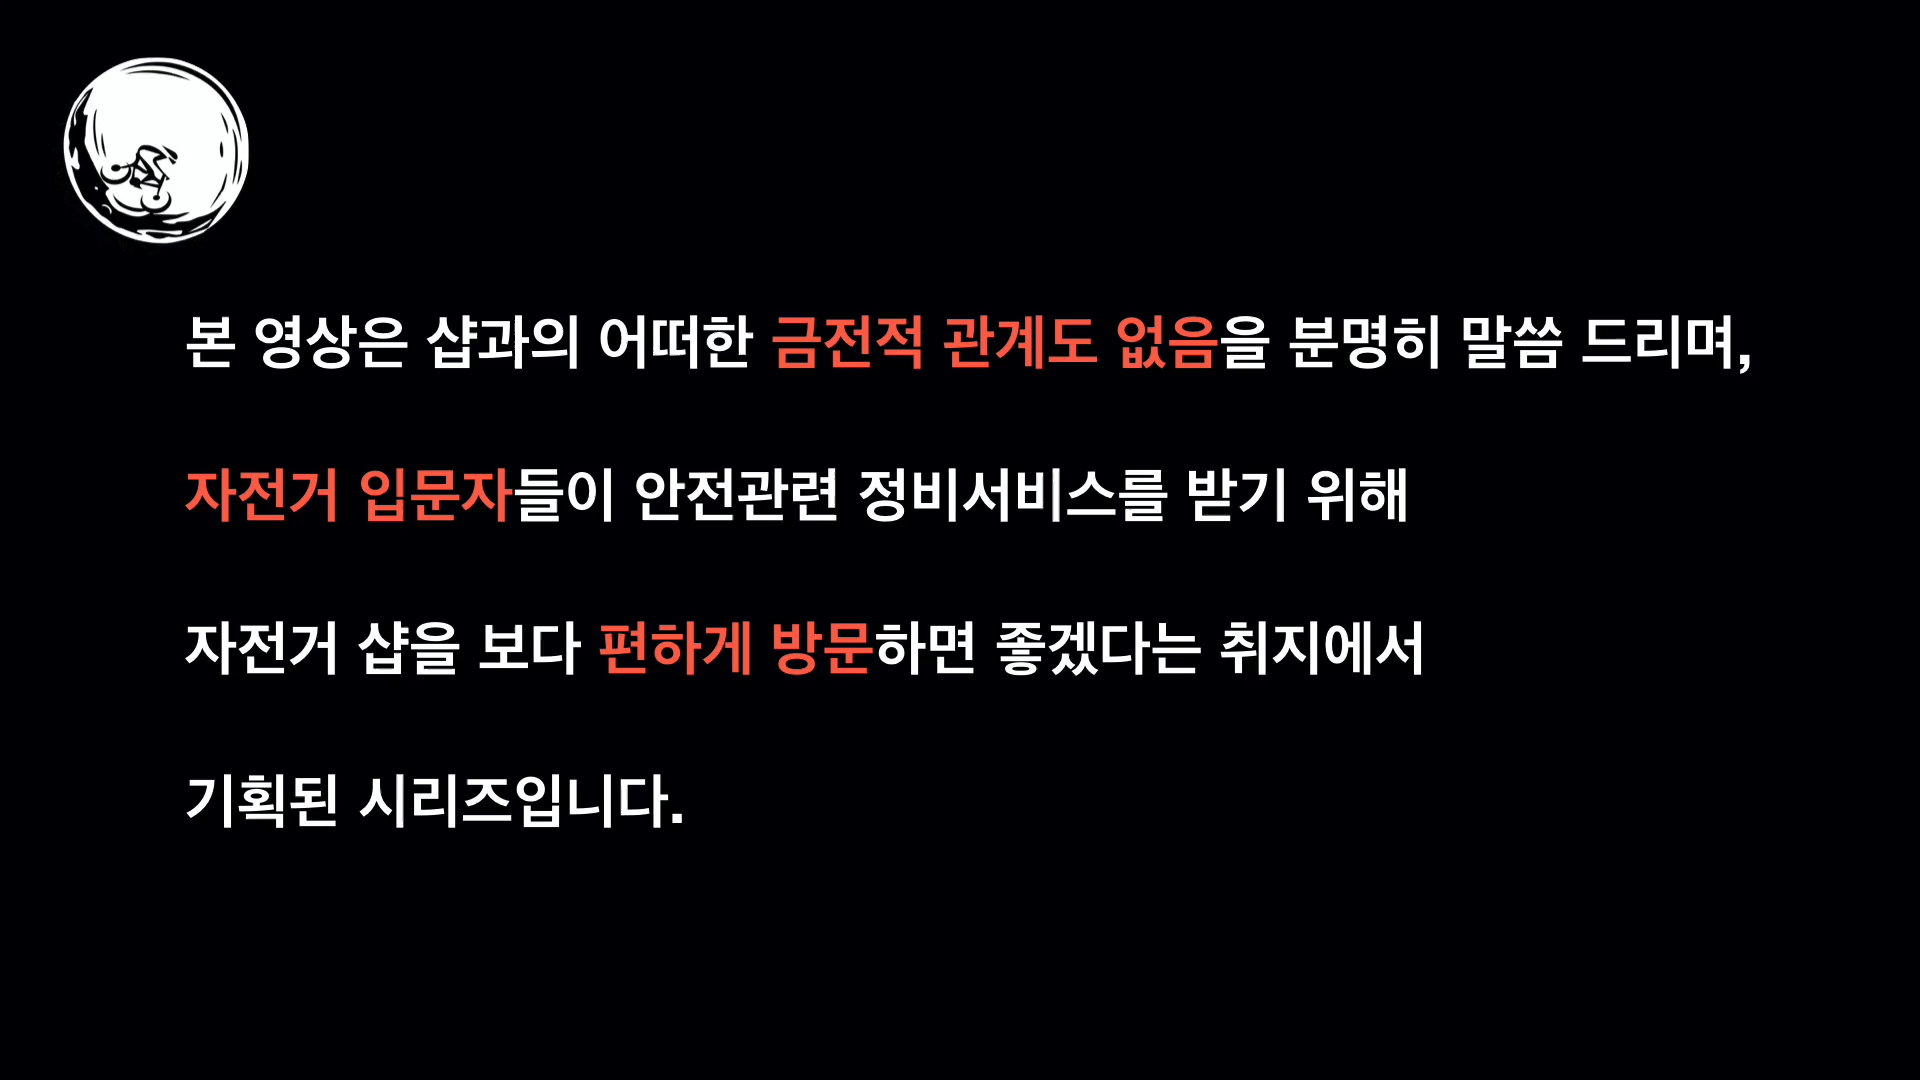 본 영상은 샵과의 어떠한 금전적 관계도 없음을 분명히 말씀 드리며,
자전거 입문자들이 안전관련 정비서비스를 받기 위해
자전거 샵을 보다 편하게 방문하면 좋겠다는 취지에서
기획된 시리즈입니다.